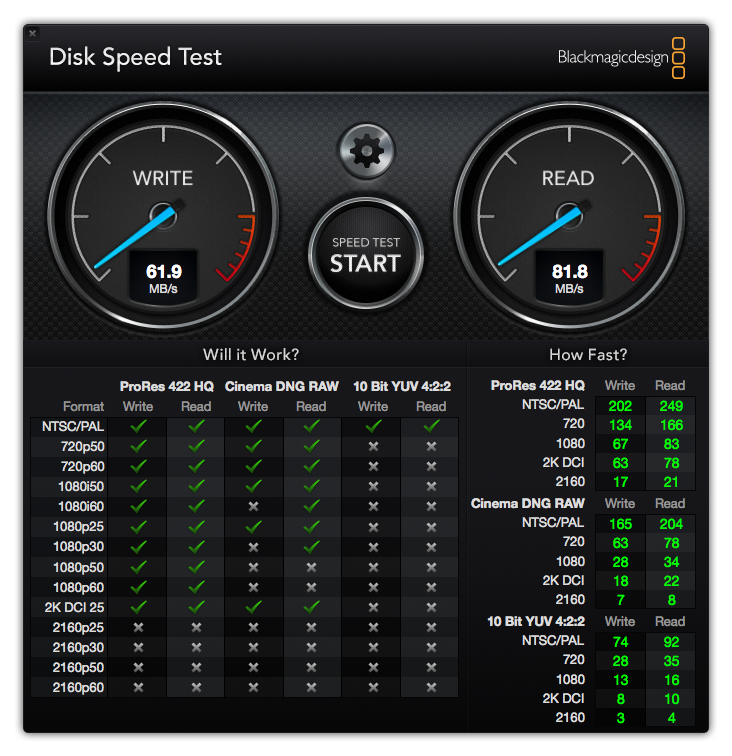 Disk Speed Test
Blackmagicdesign
WRITE
61.9
MB/s
SPEED TEST
START
READ
81.8
MB/s
Will it Work?
ProRes 422 HQ Cinema DNG RAW 10 Bit YUV 4:2:2
Format Write Read Write Read Write Read
NTSC/PAL
720p50
720p60
1080i50
1080i60
1080p25
1080p30
1080p50
1080p60
2K DCI 25
2160p25
2160p30
2160p50
2160p60
How Fast?
ProRes 422 HQ Write Read
NTSC/PAL 202 249
720 134 166
1080 67 83
2K DCI 63 78
2160 17 21
Cinema DNG RAW Write Read
NTSC/PAL 165 204
720 63 78
1080 28 34
2K DCI 18 22
2160 7 8
10 Bit YUV 4:2:2 Write Read
NTSC/PAL 74 92
720 28 35
1080 13 16
2K DCI 8 10
2160 3 4